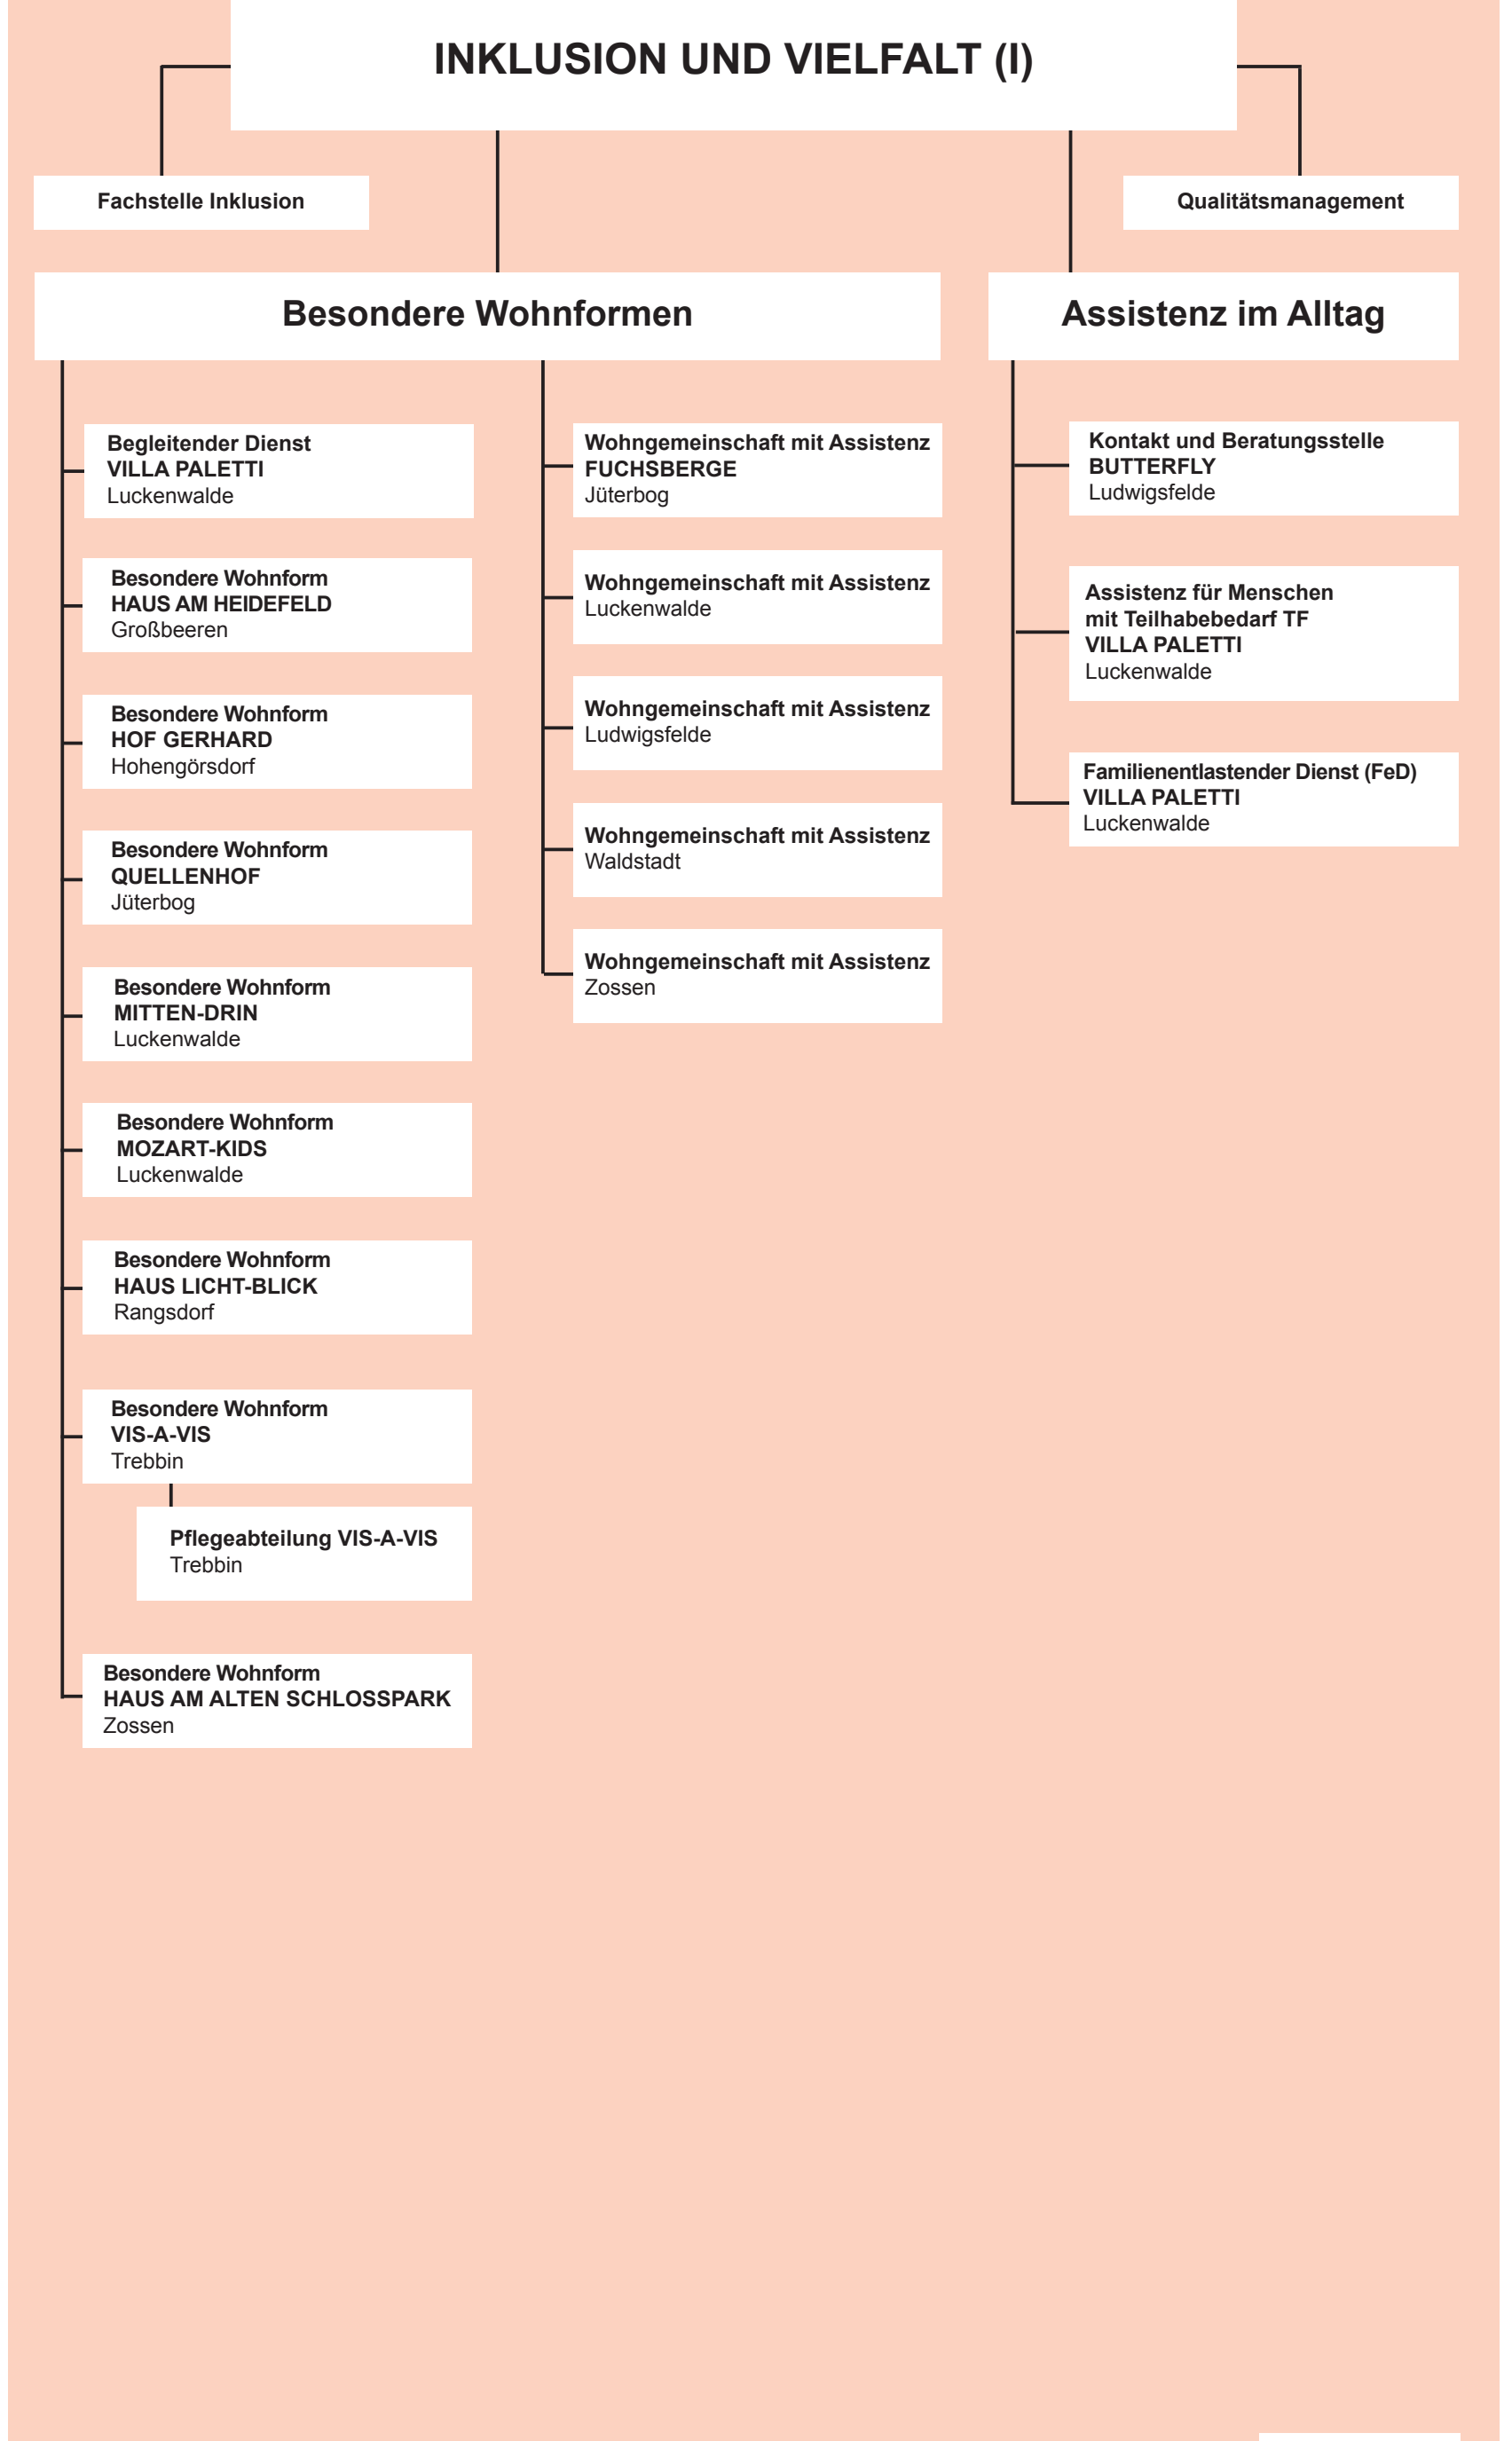 INKLUSION UND VIELFALT (I)
Fachstelle Inklusion
Qualitätsmanagement
Besondere Wohnformen
Begleitender Dienst
VILLA PALETTI
Luckenwalde
Besondere Wohnform
HAUS AM HEIDEFELD
Großbeeren
Besondere Wohnform
HOF GERHARD
Hohengörsdorf
Besondere Wohnform
QUELLENHOF
Jüterbog
Besondere Wohnform
MITTEN-DRIN
Luckenwalde
Besondere Wohnform
MOZART-KIDS
Luckenwalde
Besondere Wohnform
HAUS LICHT-BLICK
Rangsdorf
Besondere Wohnform
VIS-A-VIS
Trebbin
Pflegeabteilung VIS-A-VIS
Trebbin
Besondere Wohnform
HAUS AM ALTEN SCHLOSSPARK
Zossen
Wohngemeinschaft mit Assistenz
FUCHSBERGE
Jüterbog
Wohngemeinschaft mit Assistenz
Luckenwalde
Wohngemeinschaft mit Assistenz
Ludwigsfelde
Wohngemeinschaft mit Assistenz
Waldstadt
Wohngemeinschaft mit Assistenz
Zossen
Assistenz im Alltag
Kontakt und Beratungsstelle
BUTTERFLY
Ludwigsfelde
Assistenz für Menschen
mit Teilhabebedarf TF
VILLA PALETTI
Luckenwalde
Familienentlastender Dienst (FeD)
VILLA PALETTI
Luckenwalde